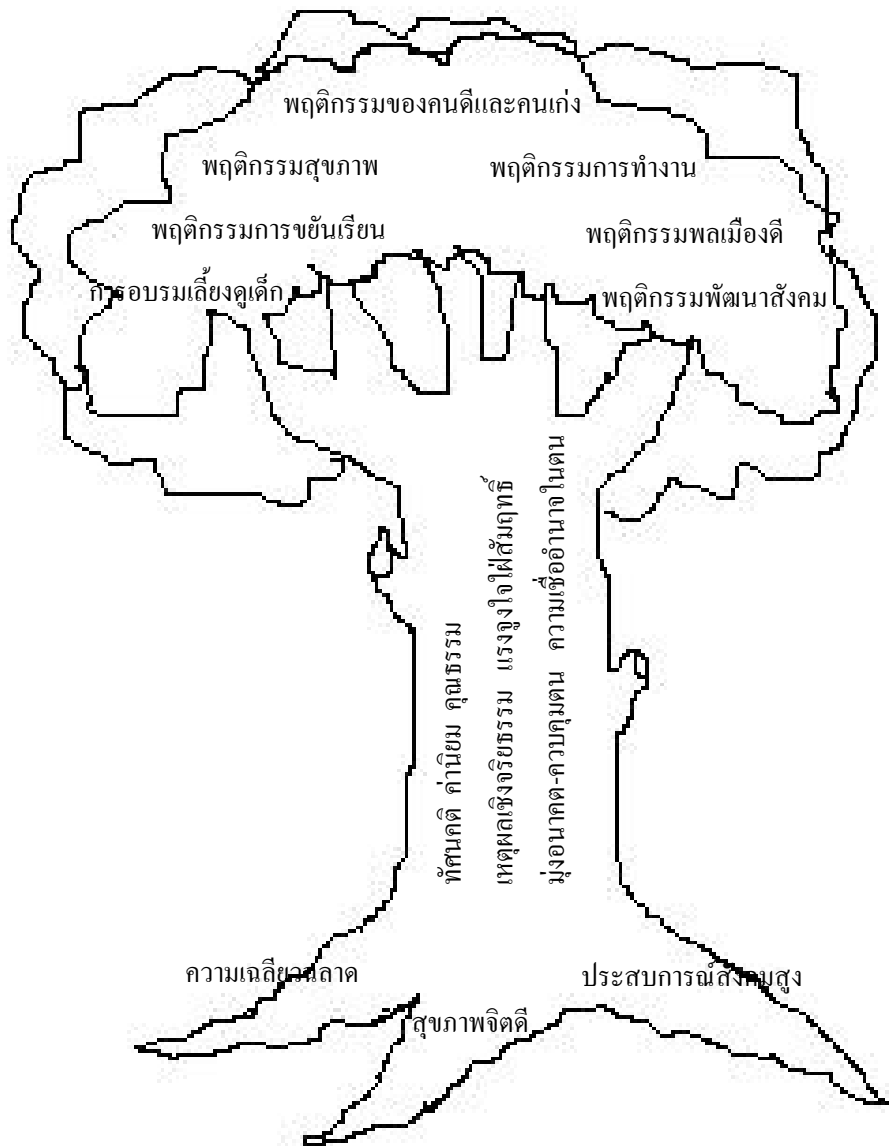 พฤติกรรมของคนดีและคนเก่ง
พฤติกรรมสุขภาพ
พฤติกรรมการทำงาน
พฤติกรรมการขยันเรียน
พฤติกรรมพลเมืองดี
การอบรมเลี้ยงดูเด็ก
พฤติกรรมพัฒนาสังคม
ทัศนคติ ค่านิยม คุณธรรม
เหตุผลเชิงจริยธรรม แรงจูงใจใฝ่สัมฤทธิ์
มุ่งอนาคต-ควบคุมตน ความเชื่ออำนาจในตน
ความเฉลียวฉลาด
ประสบการณ์สังคมสูง
สุขภาพจิตดี